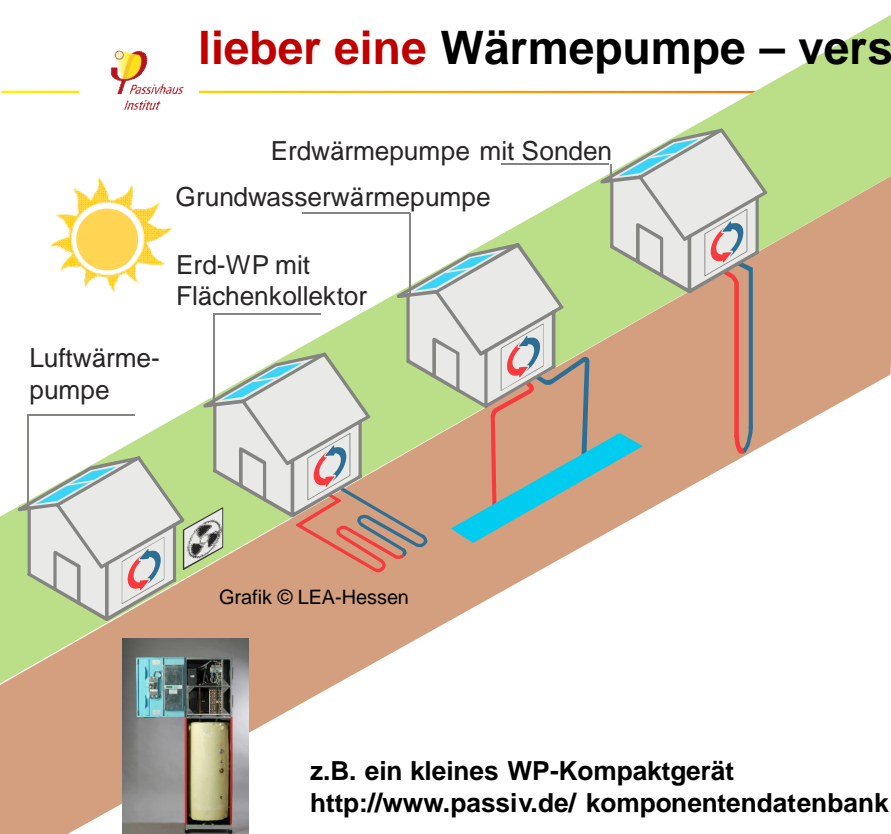 lieber eine Wärmepumpe – vers
Passivhaus
Institut
Erdwärmepumpe mit Sonden
Grundwasserwärmepumpe
Erd-WP mit
Flächenkollektor
Luftwärme-
pumpe
Grafik © LEA-Hessen
z.B. ein kleines WP-Kompaktgerät
http://www.passiv.de/ komponentendatenbank